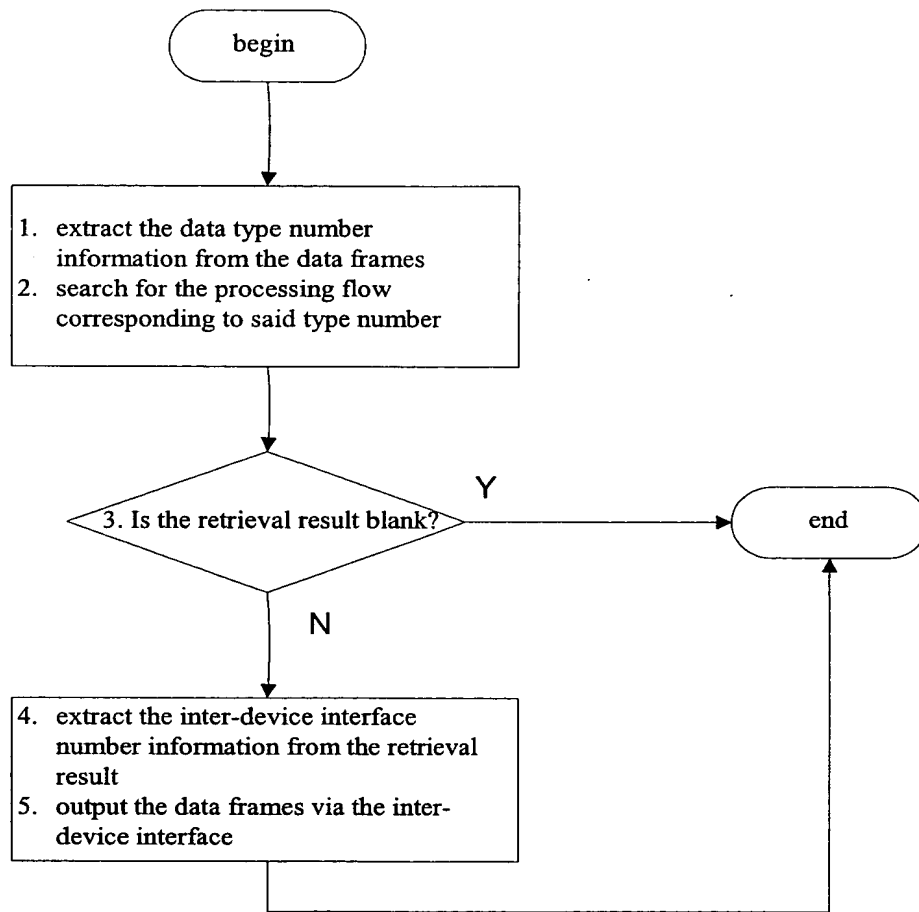 begin
1. extract the data type number
information from the data frames
2. search for the processing flow
corresponding to said type number
3. Is the retrieval result blank?
Y
end
N
4. extract the inter-device interface
number information from the retrieval
result
5. output the data frames via the inter-
device interface